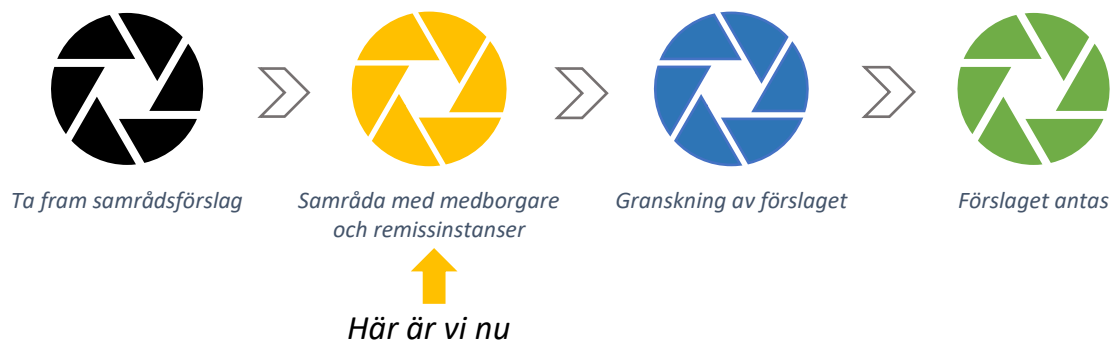 Ta fram samrådsförslag
Samråda med medborgare
och remissinstanser
Granskning av förslaget
Förslaget antas
Här är vi nu